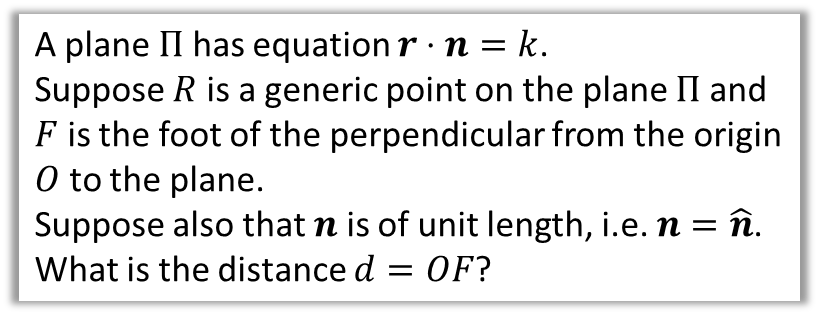 A plane Π has equation 𝒓 · 𝒏 = 𝑘.
Suppose 𝑅 is a generic point on the plane Π and
𝐹 is the foot of the perpendicular from the origin
𝑂 to the plane.
Suppose also that 𝒏 is of unit length, i.e. 𝒏 = 𝒏̂.
What is the distance 𝑑 = 𝑂𝐹?